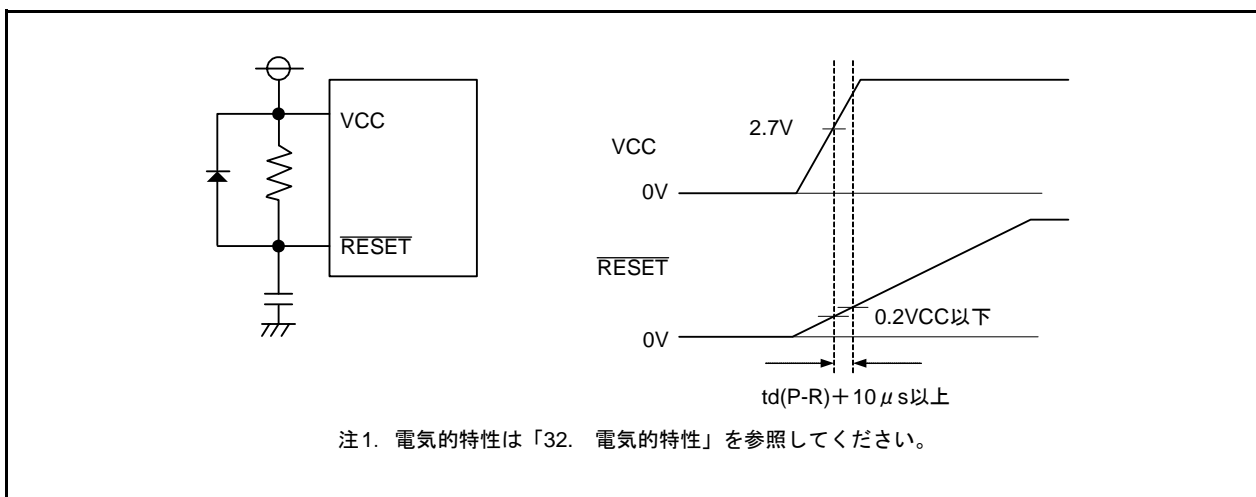 VCC
RESET
VCC
2.7V
0V
RESET
0.2VCC以下
0V
td(P-R)＋10μs以上
注1. 電気的特性は「32. 電気的特性」を参照してください。